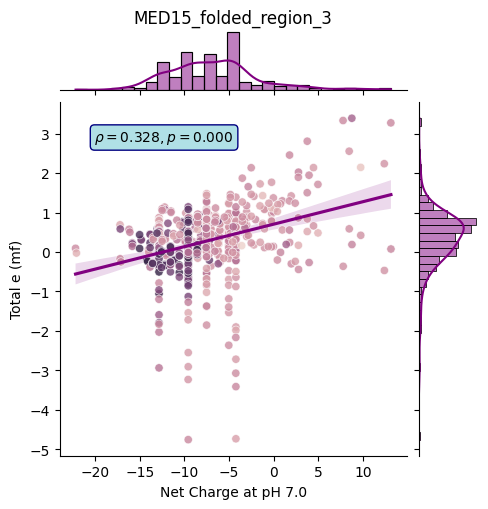 MED15_folded_region_3
ρ = 0.328, p = 0.000
3
2
1
0
−1
−2
−3
−4
−5
Total e (mf)
−20 −15 −10 −5 0 5 10
Net Charge at pH 7.0